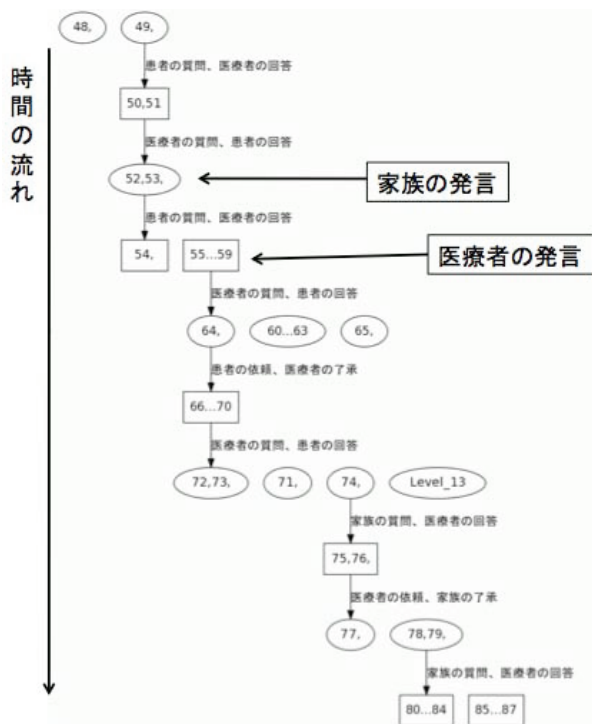 48,
49,
時間の流れ
患者の質問、医療者の回答
50,51
医療者の質問、患者の回答
52,53,
家族の発言
患者の質問、医療者の回答
54,
55...59
医療者の発言
医療者の質問、患者の回答
64,
60...63
65,
患者の依頼、医療者の了承
66...70
医療者の質問、患者の回答
72,73,
71,
74,
Level_13
家族の質問、医療者の回答
75,76,
医療者の依頼、家族の了承
77,
78,79,
家族の質問、医療者の回答
80...84
85...87